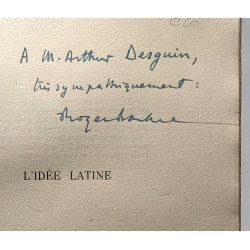 A M. Arthur Desguin,
très sympathiquement :
L'IDÉE LATINE